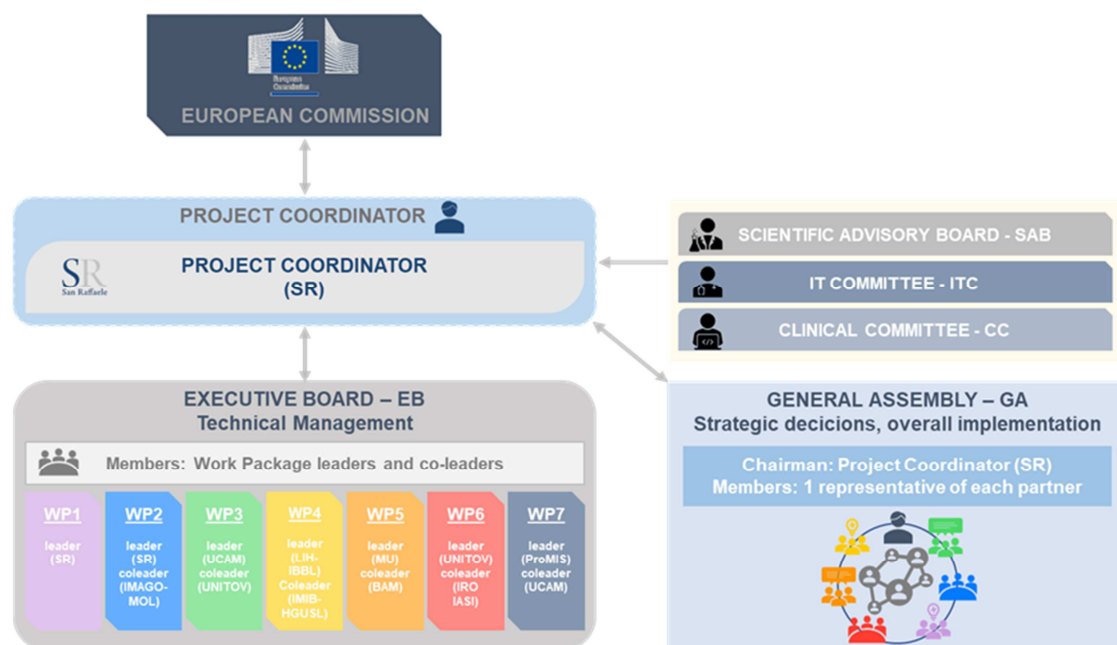 European
Commission
EUROPEAN COMMISSION
PROJECT COORDINATOR
SR
San Raffaele
PROJECT COORDINATOR
(SR)
SCIENTIFIC ADVISORY BOARD - SAB
IT COMMITTEE - ITC
CLINICAL COMMITTEE - CC
EXECUTIVE BOARD – EB
Technical Management
Members: Work Package leaders and co-leaders
WP1
leader
(SR)
WP2
leader
(SR)
coleader
(IMAGO-
MOL)
WP3
leader
(UCAM)
coleader
(UNITOV)
WP4
leader
(LIH-
IBBL)
Coleader
(IMIB-
HGUSL)
WP5
leader
(MU)
coleader
(BAM)
WP6
leader
(UNITOV)
coleader
(IRO
IASI)
WP7
leader
(ProMIS)
coleader
(UCAM)
GENERAL ASSEMBLY – GA
Strategic decicions, overall implementation
Chairman: Project Coordinator (SR)
Members: 1 representative of each partner